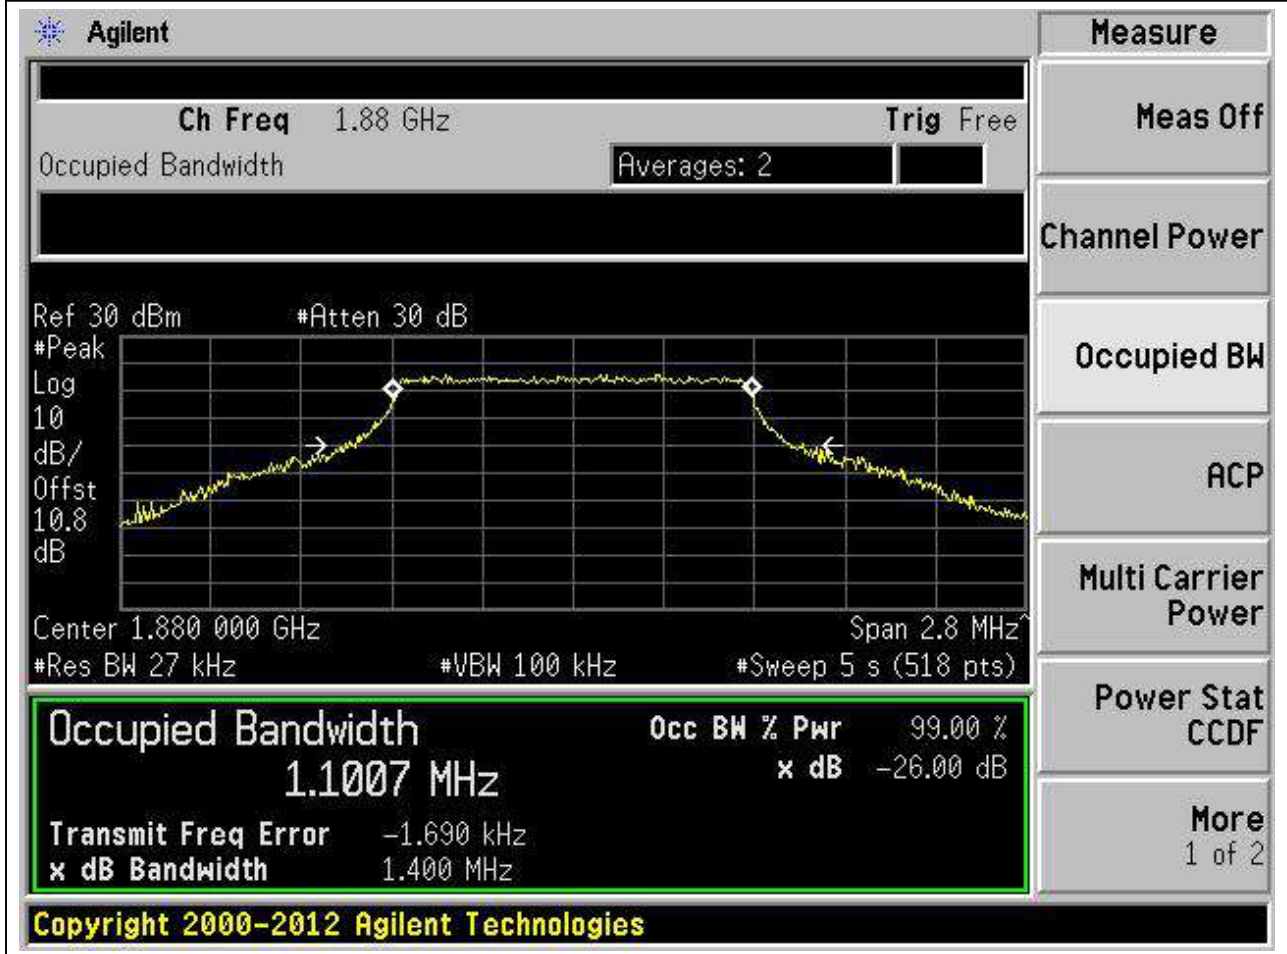 Agilent
Measure
Ch Freq 1.88 GHz Trig Free
Occupied Bandwidth Averages: 2
Ref 30 dBm #Atten 30 dB
#Peak
Log
10
dB/
Offst
10.8
dB
Center 1.880 000 GHz Span 2.8 MHz^
#Res BW 27 kHz #VBW 100 kHz #Sweep 5 s (518 pts)
Occupied Bandwidth Occ BW % Pwr 99.00 %
1.1007 MHz x dB -26.00 dB
Transmit Freq Error -1.690 kHz
x dB Bandwidth 1.400 MHz
Copyright 2000-2012 Agilent Technologies
Meas Off
Channel Power
Occupied BW
ACP
Multi Carrier
Power
Power Stat
CCDF
More
1 of 2